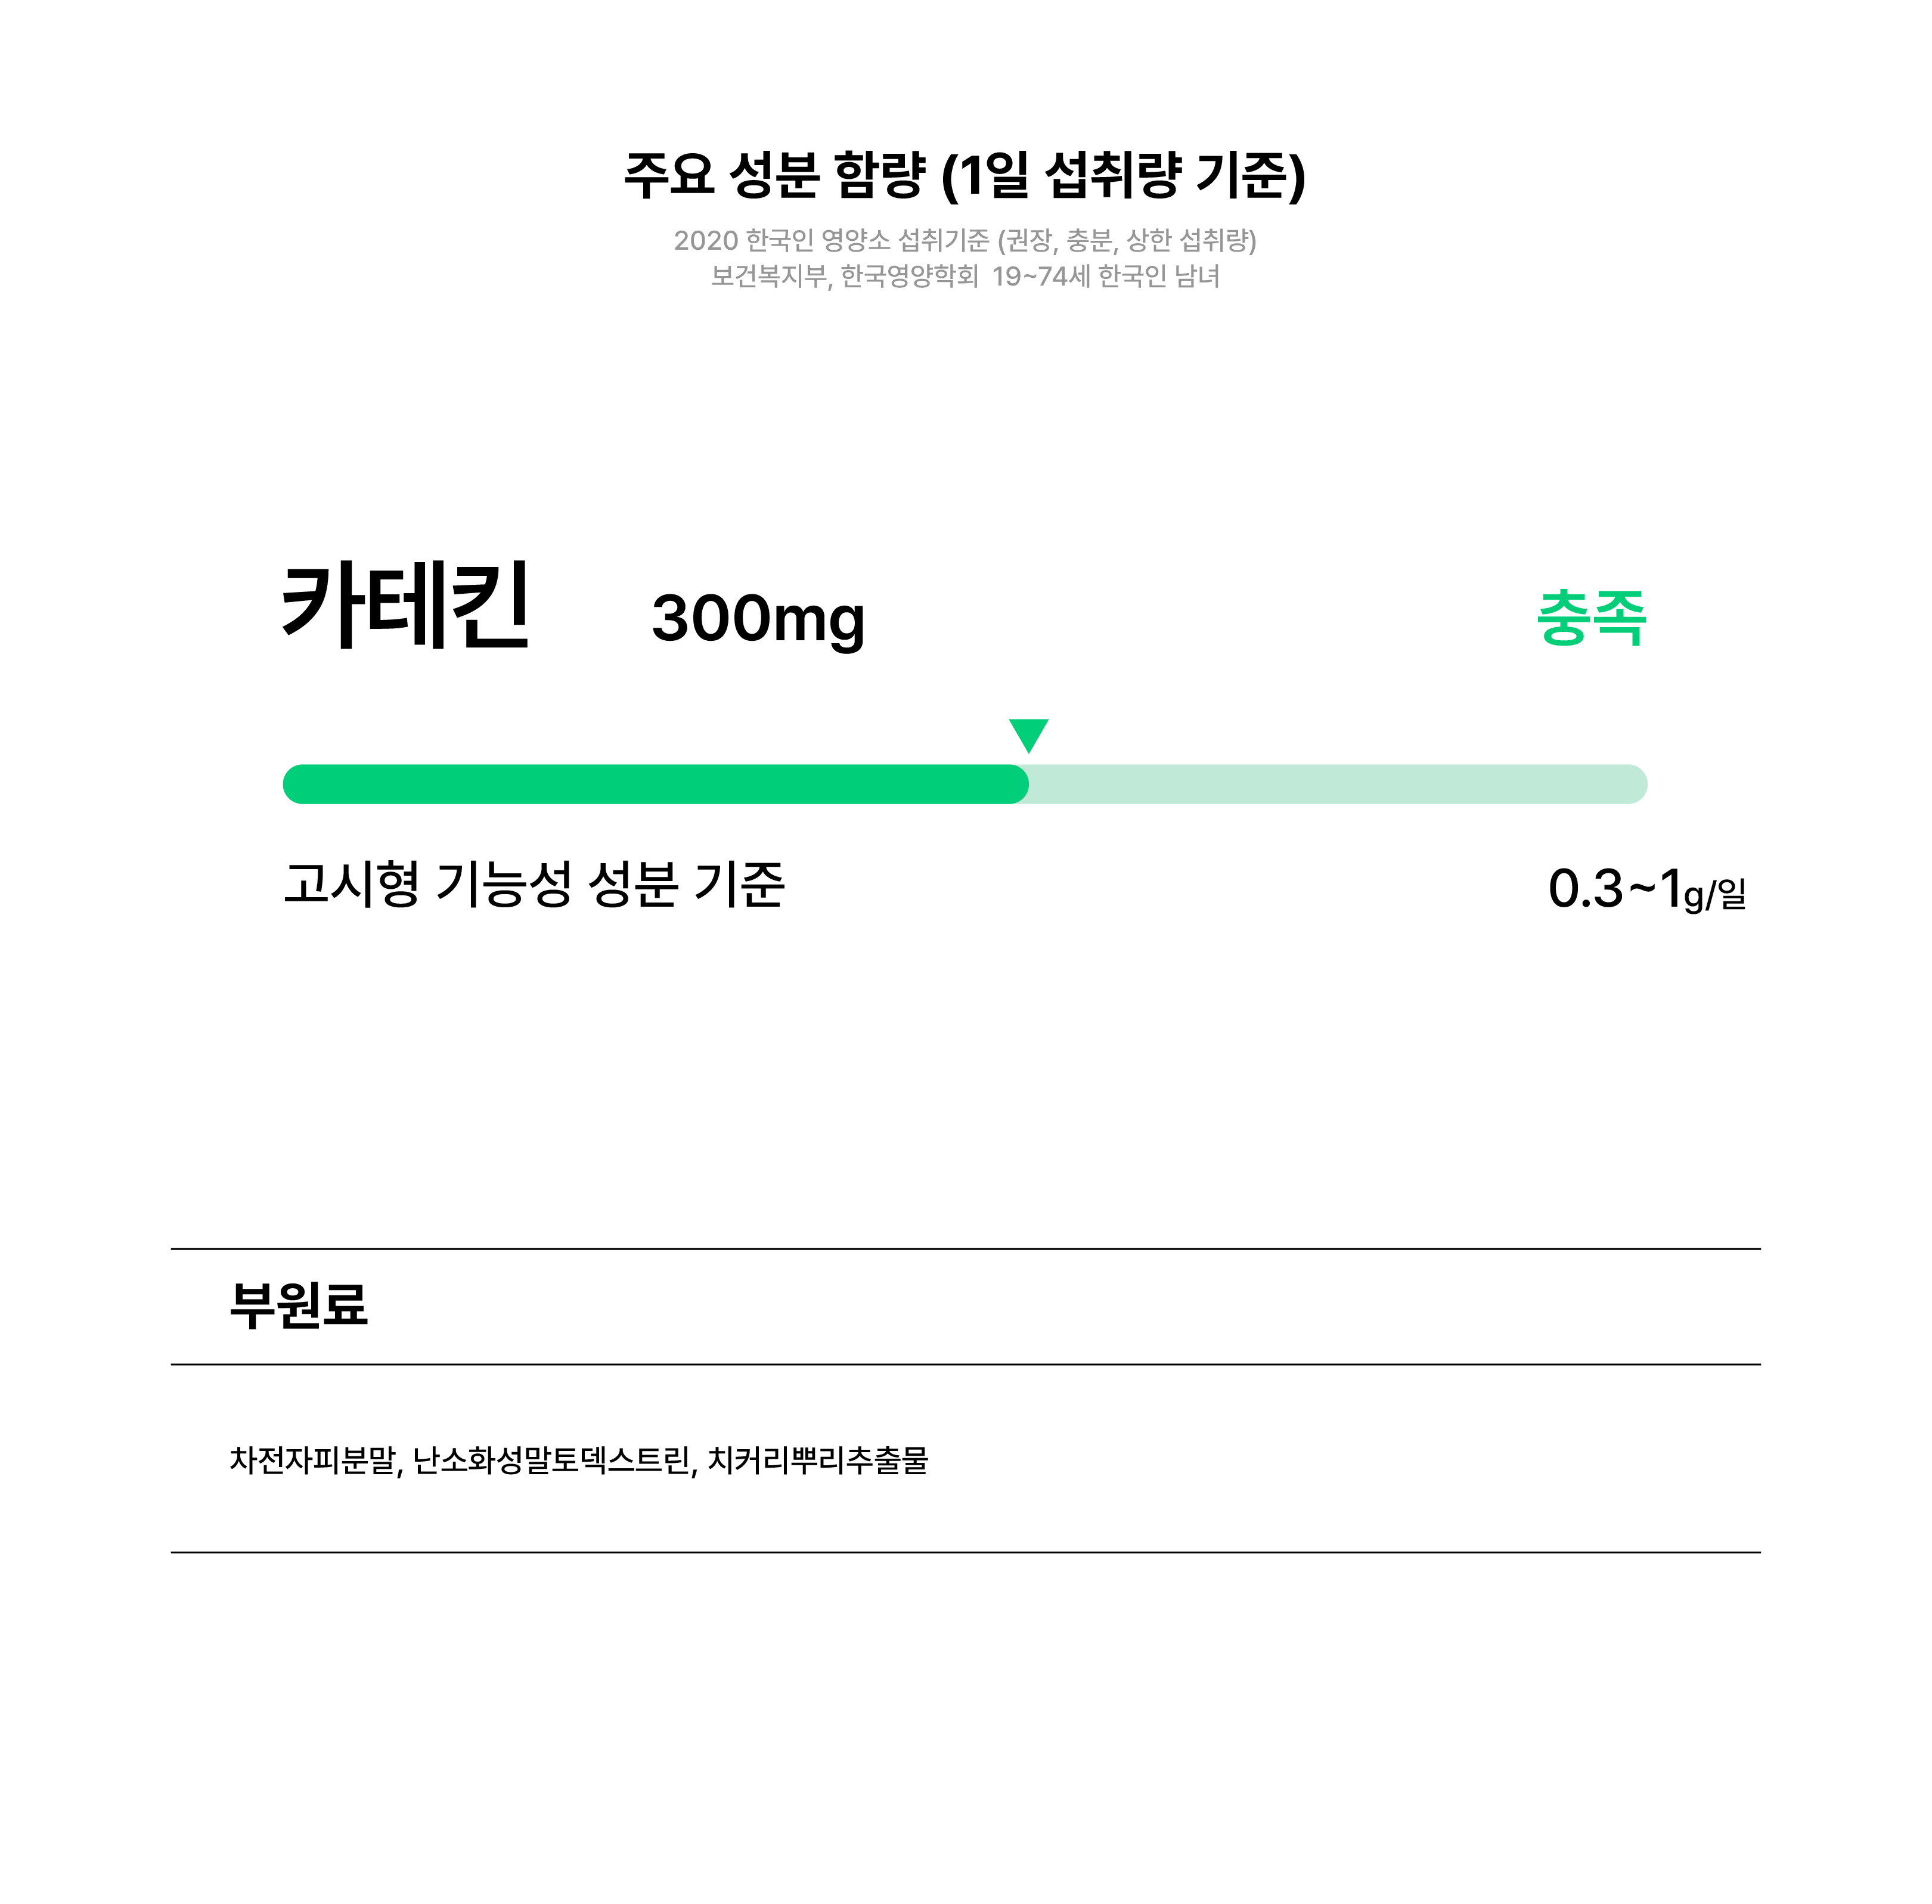 주요 성분 함량 (1일 섭취량 기준)
2020 한국인 영양소 섭취기준 (권장, 충분, 상한 섭취량)
보건복지부, 한국영양학회 19~74세 한국인 남녀
카테킨 300mg 충족
고시형 기능성 성분 기준 0.3~1g/일
부원료
차전자피분말, 난소화성말토덱스트린, 치커리뿌리추출물